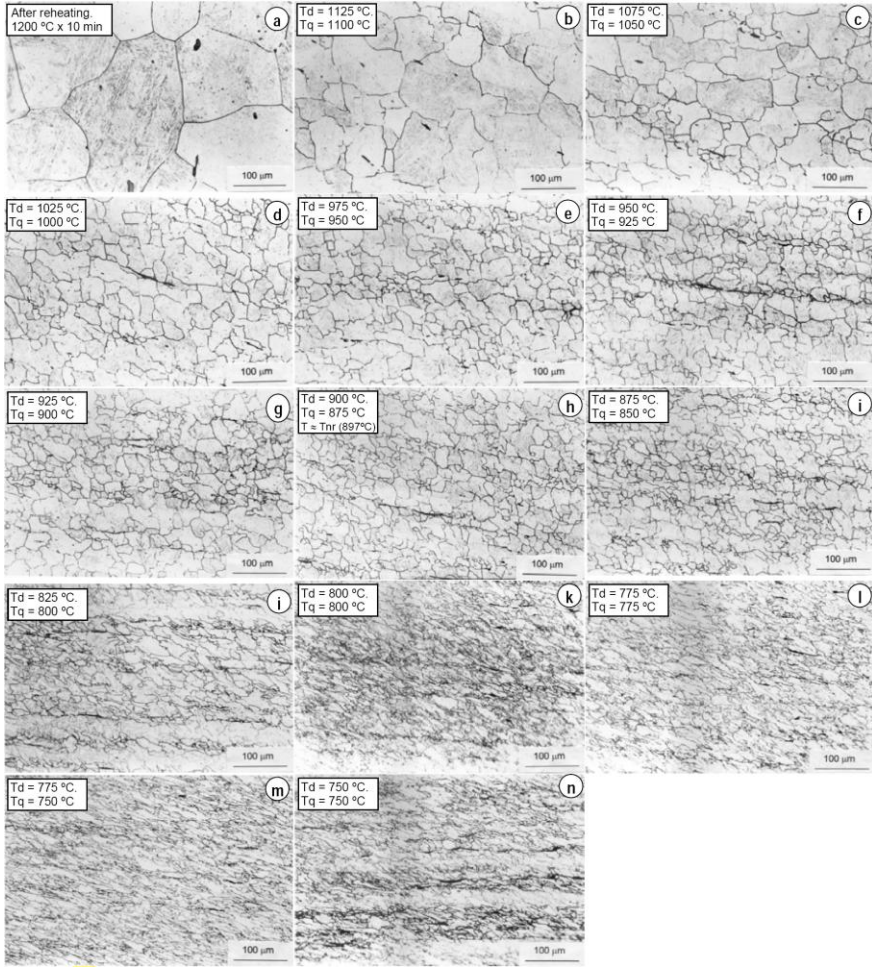 After reheating.
1200 ºC x 10 min
a
100 µm
Td = 1125 ºC.
Tq = 1100 ºC
b
100 µm
Td = 1075 ºC.
Tq = 1050 ºC
c
100 µm
Td = 1025 ºC.
Tq = 1000 ºC
d
100 µm
Td = 975 ºC.
Tq = 950 ºC
e
100 µm
Td = 950 ºC.
Tq = 925 ºC
f
100 µm
Td = 925 ºC.
Tq = 900 ºC
g
100 µm
Td = 900 ºC.
Tq = 875 ºC
T ≈ Tnr (897ºC)
h
100 µm
Td = 875 ºC.
Tq = 850 ºC
i
100 µm
Td = 825 ºC.
Tq = 800 ºC
j
100 µm
Td = 800 ºC.
Tq = 800 ºC
k
100 µm
Td = 775 ºC.
Tq = 775 ºC
l
100 µm
Td = 775 ºC.
Tq = 750 ºC
m
100 µm
Td = 750 ºC.
Tq = 750 ºC
n
100 µm